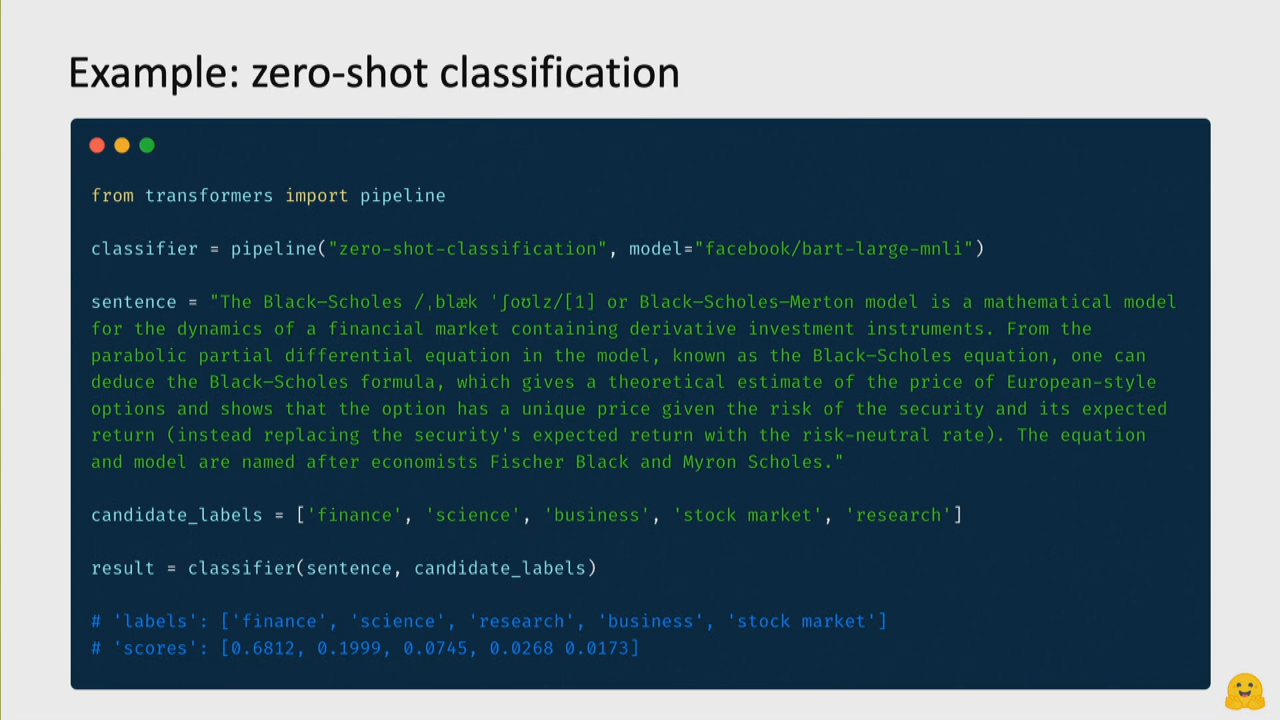 Example: zero-shot classification
from transformers import pipeline
classifier = pipeline("zero-shot-classification", model="facebook/bart-large-mnli")
sentence = "The Black–Scholes /ˌblæk ˈʃoʊlz/[1] or Black–Scholes–Merton model is a mathematical model
for the dynamics of a financial market containing derivative investment instruments. From the
parabolic partial differential equation in the model, known as the Black–Scholes equation, one can
deduce the Black–Scholes formula, which gives a theoretical estimate of the price of European-style
options and shows that the option has a unique price given the risk of the security and its expected
return (instead replacing the security's expected return with the risk-neutral rate). The equation
and model are named after economists Fischer Black and Myron Scholes."
candidate_labels = ['finance', 'science', 'business', 'stock market', 'research']
result = classifier(sentence, candidate_labels)
# 'labels': ['finance', 'science', 'research', 'business', 'stock market']
# 'scores': [0.6812, 0.1999, 0.0745, 0.0268 0.0173]